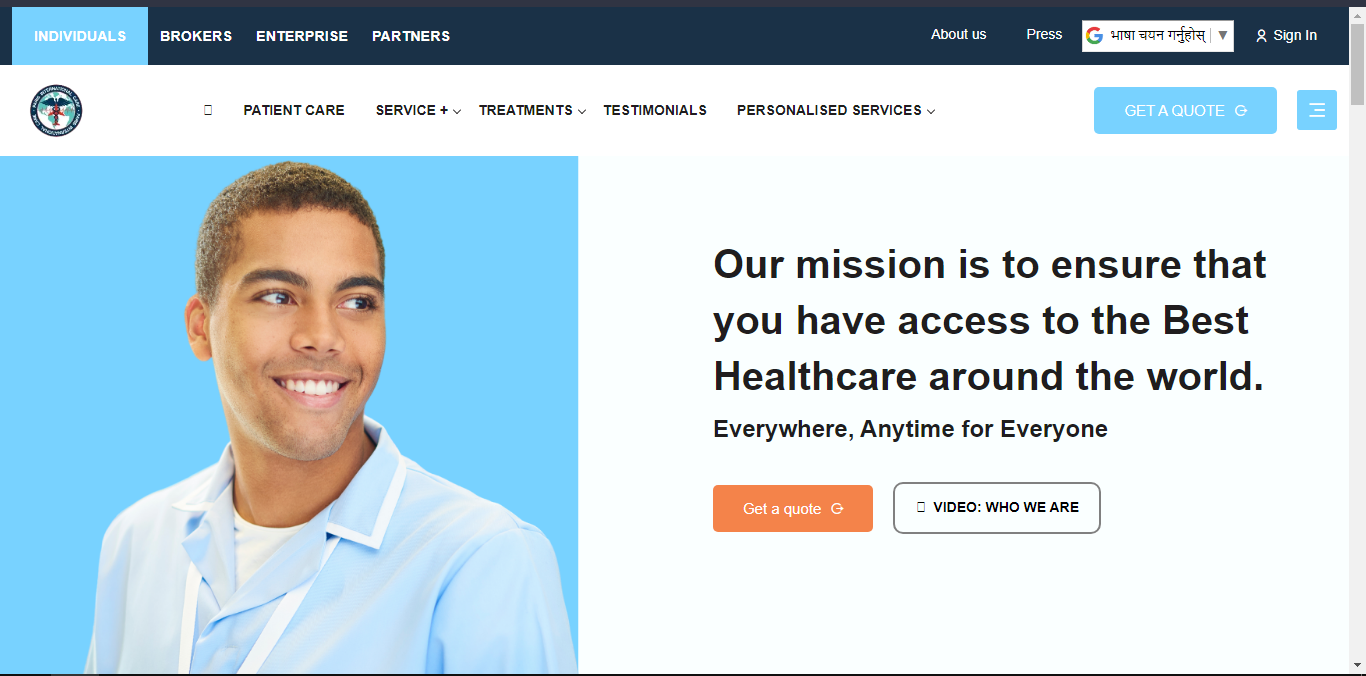 INDIVIDUALS BROKERS ENTERPRISE PARTNERS About us Press भाषा चयन गर्नुहोस् ▼ Sign In
PATIENT CARE SERVICE + TREATMENTS TESTIMONIALS PERSONALISED SERVICES GET A QUOTE
Our mission is to ensure that
you have access to the Best
Healthcare around the world.
Everywhere, Anytime for Everyone
Get a quote VIDEO: WHO WE ARE